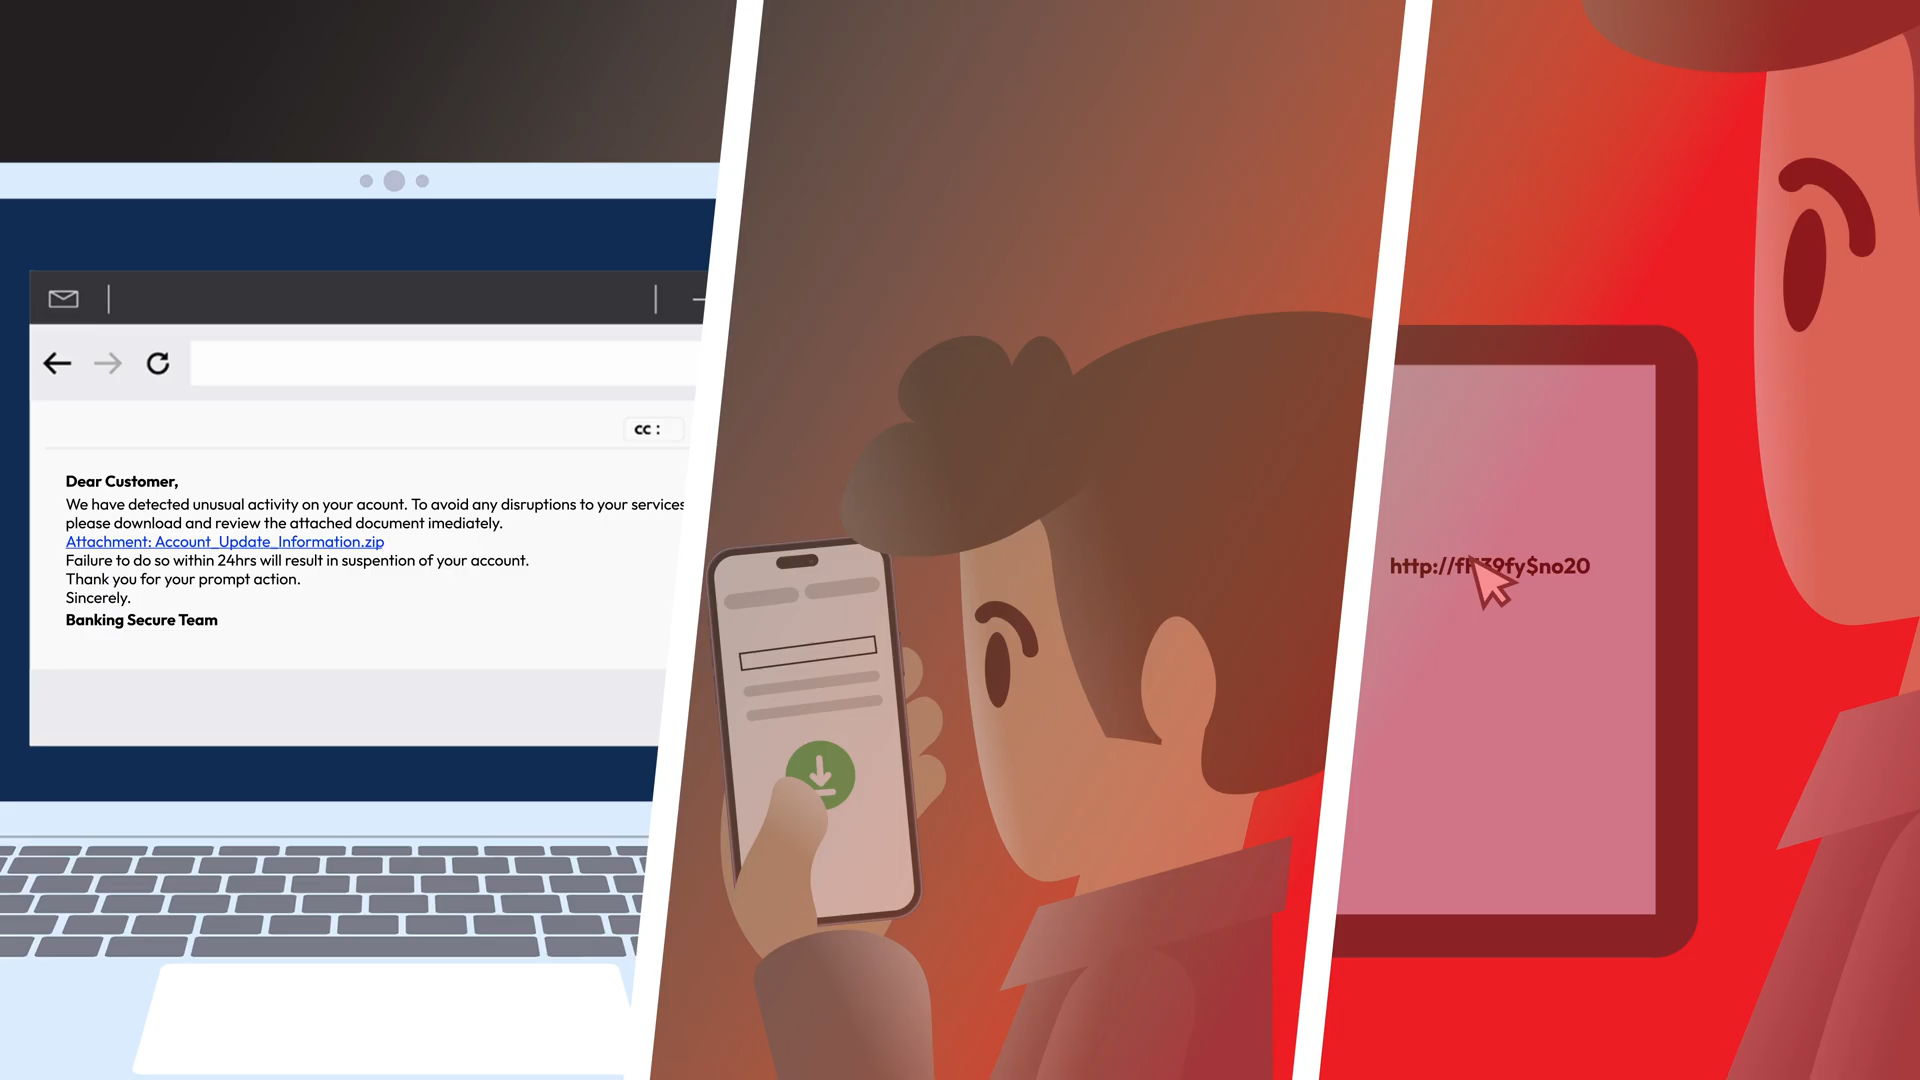 cc :
Dear Customer,
We have detected unusual activity on your acount. To avoid any disruptions to your services
please download and review the attached document imediately.
Attachment: Account_Update_Information.zip
Failure to do so within 24hrs will result in suspention of your account.
Thank you for your prompt action.
Sincerely.
Banking Secure Team